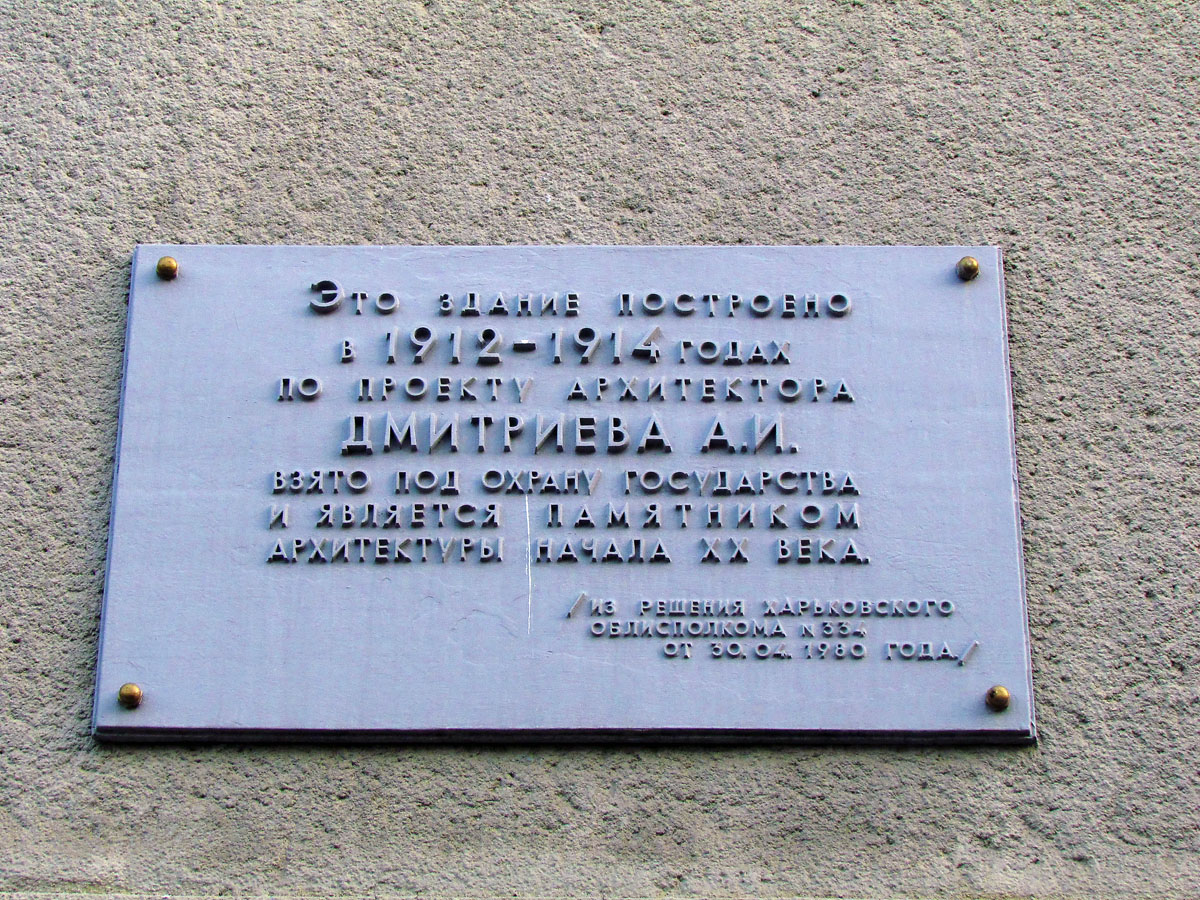 Это здание построено
в 1912-1914 годах
по проекту архитектора
ДМИТРИЕВА А.И.
взято под охрану государства
и является памятником
архитектуры начала XX века.
/из решения Харьковского
облисполкома N334
от 30.04.1980 года./